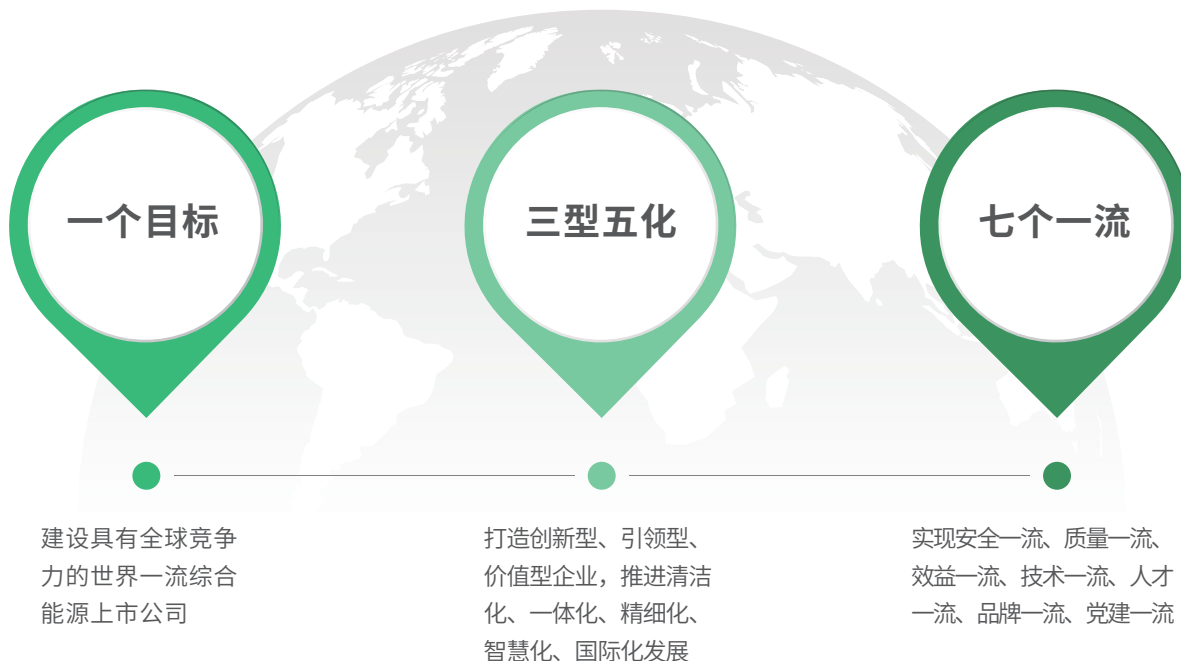 一个目标
三型五化
七个一流
建设具有全球竞争
力的世界一流综合
能源上市公司
打造创新型、引领型、
价值型企业，推进清洁
化、一体化、精细化、
智慧化、国际化发展
实现安全一流、质量一流、
效益一流、技术一流、人才
一流、品牌一流、党建一流